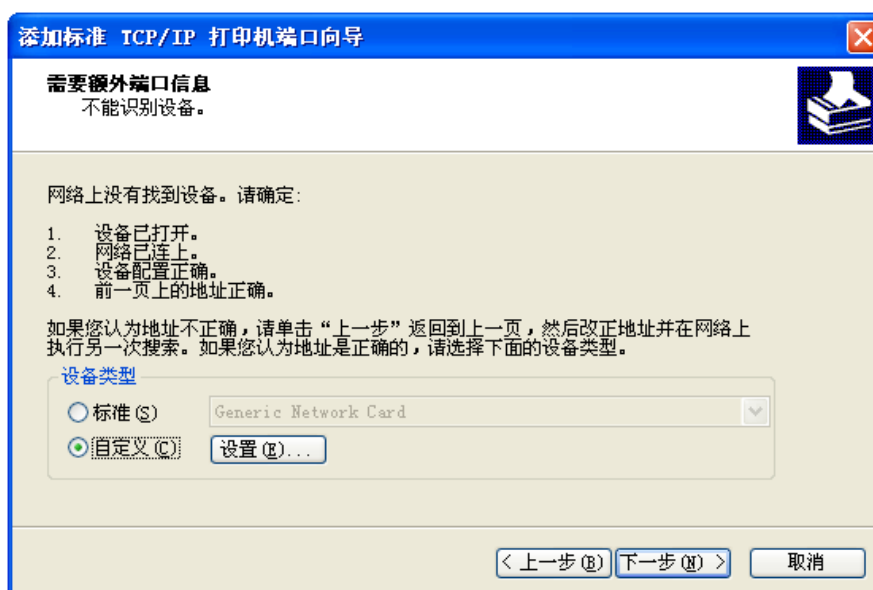 添加标准 TCP/IP 打印机端口向导
需要额外端口信息
不能识别设备。
网络上没有找到设备。请确定:
1. 设备已打开。
2. 网络已连上。
3. 设备配置正确。
4. 前一页上的地址正确。
如果您认为地址不正确,请单击“上一步”返回到上一页,然后改正地址并在网络上
执行另一次搜索。如果您认为地址是正确的,请选择下面的设备类型。
设备类型
标准(S) Generic Network Card
自定义(C) 设置(E)...
< 上一步(B) 下一步(N) > 取消